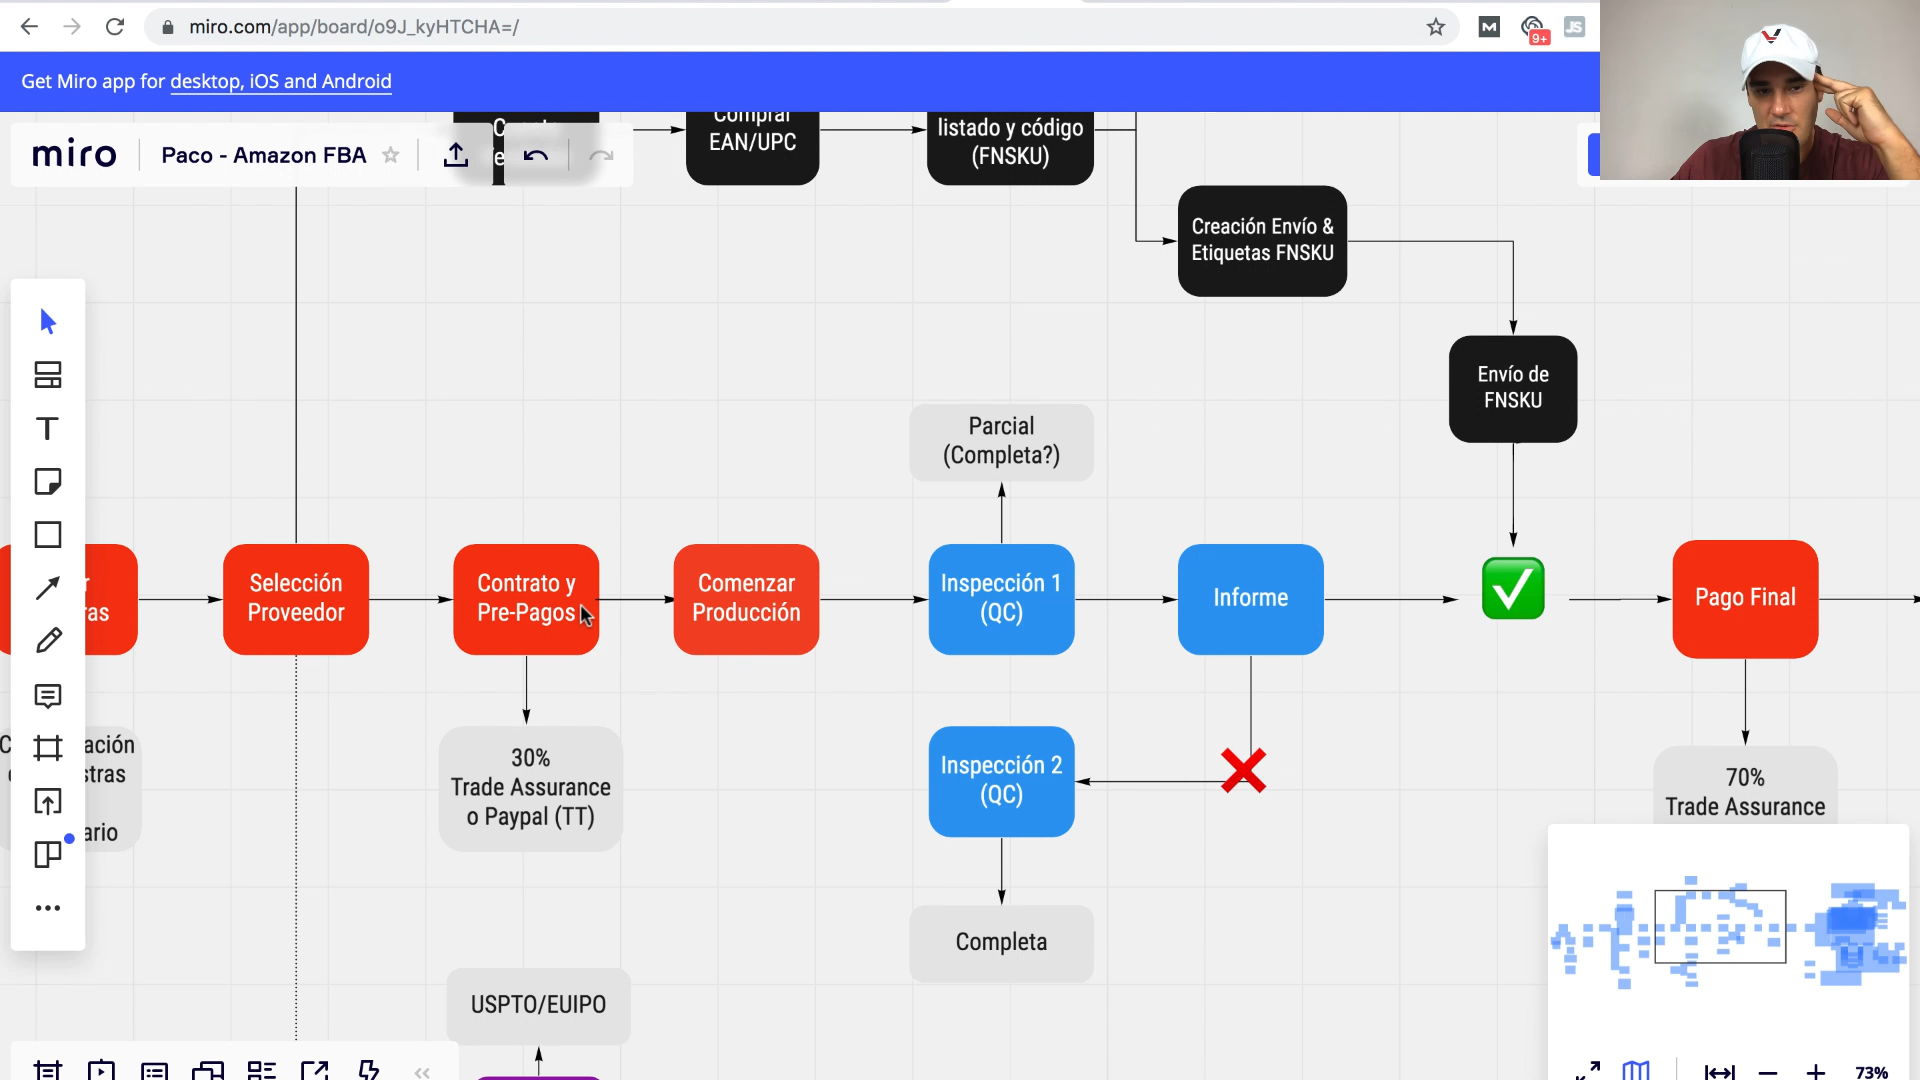 miro.com/app/board/o9J_kyHTCHA=/
M
9+
JS
Get Miro app for desktop, iOS and Android
miro
Paco - Amazon FBA
Comprar
EAN/UPC
listado y código
(FNSKU)
Creación Envío &
Etiquetas FNSKU
Envío de
FNSKU
Parcial
(Completa?)
Selección
Proveedor
Contrato y
Pre-Pagos
Comenzar
Producción
Inspección 1
(QC)
Informe
Pago Final
30%
Trade Assurance
o Paypal (TT)
Inspección 2
(QC)
70%
Trade Assurance
Completa
USPTO/EUIPO
73%